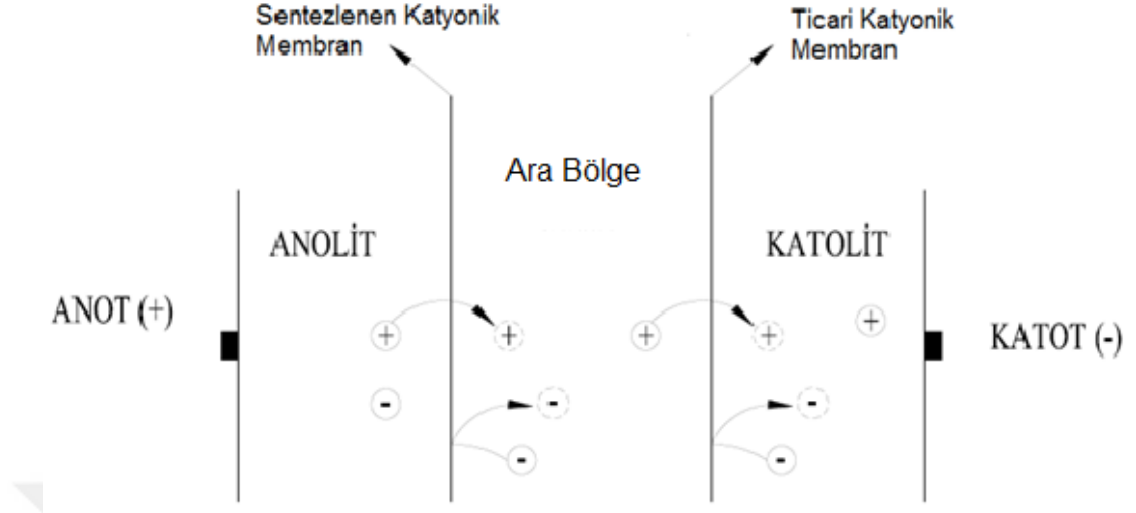 Sentezlenen Katyonik
Membran
Ticari Katyonik
Membran
Ara Bölge
ANOLİT
KATOLİT
ANOT (+)
KATOT (-)
+
+
+
+
+
-
-
-
-
-